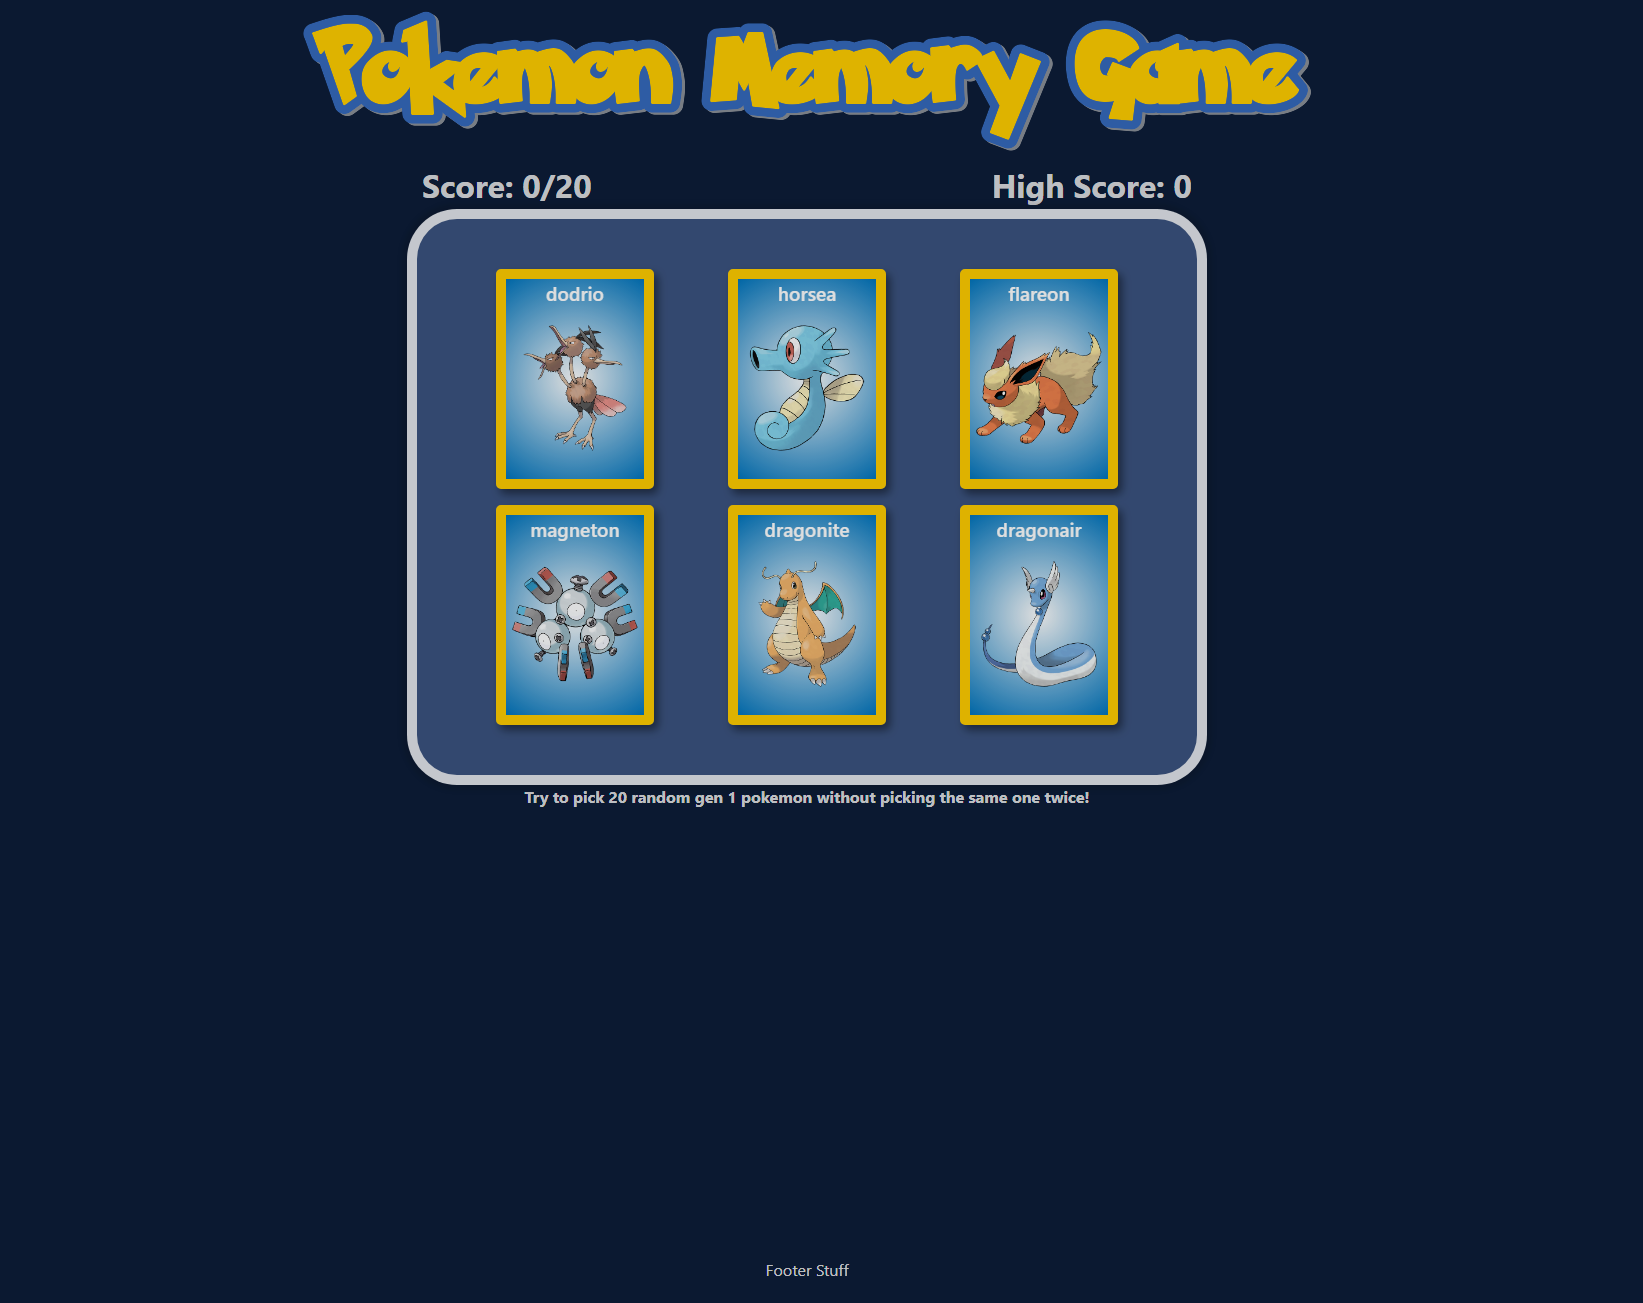 Pokemon Memory Game
Score: 0/20 High Score: 0
dodrio horsea flareon
magneton dragonite dragonair
Try to pick 20 random gen 1 pokemon without picking the same one twice!
Footer Stuff